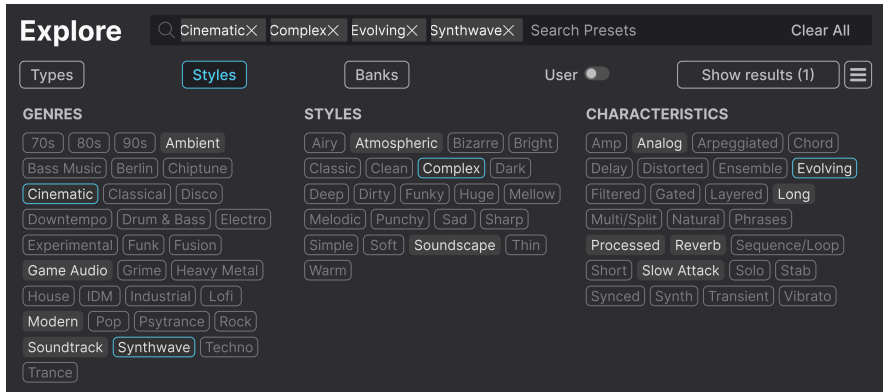 Explore Cinematic Complex Evolving Synthwave Search Presets Clear All
Types Styles Banks User Show results (1)
GENRES
70s 80s 90s Ambient
Bass Music Berlin Chiptune
Cinematic Classical Disco
Downtempo Drum & Bass Electro
Experimental Funk Fusion
Game Audio Grime Heavy Metal
House IDM Industrial Lofi
Modern Pop Psytrance Rock
Soundtrack Synthwave Techno
Trance
STYLES
Airy Atmospheric Bizarre Bright
Classic Clean Complex Dark
Deep Dirty Funky Huge Mellow
Melodic Punchy Sad Sharp
Simple Soft Soundscape Thin
Warm
CHARACTERISTICS
Amp Analog Arpeggiated Chord
Delay Distorted Ensemble Evolving
Filtered Gated Layered Long
Multi/Split Natural Phrases
Processed Reverb Sequence/Loop
Short Slow Attack Solo Stab
Synced Synth Transient Vibrato